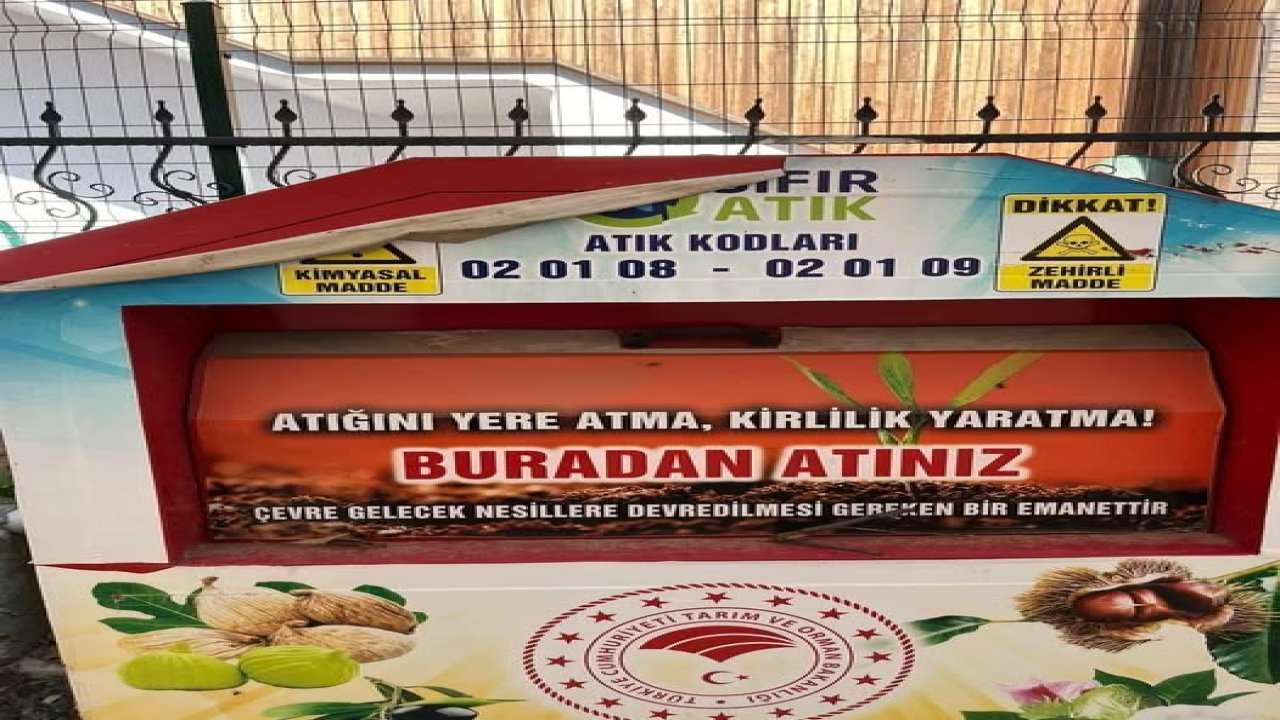 SIFIR
ATIK
ATIK KODLARI
02 01 08 - 02 01 09
KİMYASAL
MADDE
DİKKAT!
ZEHİRLİ
MADDE
ATIĞINI YERE ATMA, KİRLİLİK YARATMA!
BURADAN ATINIZ
ÇEVRE GELECEK NESİLLERE DEVREDİLMESİ GEREKEN BİR EMANETTİR
TÜRKİYE CUMHURİYETİ TARIM VE ORMAN BAKANLIĞI